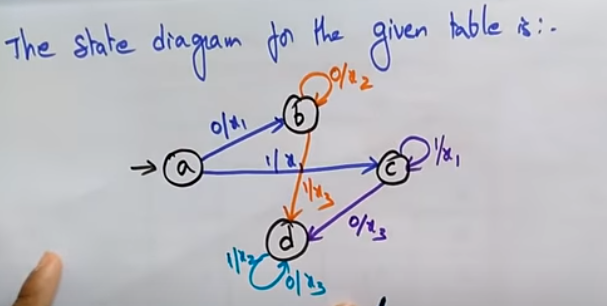 The state diagram for the given table is:-
0/x₂
b
0/x₁
a
1/x
c
1/x₁
1/x₃
0/x₃
d
1/x₂
0/x₃